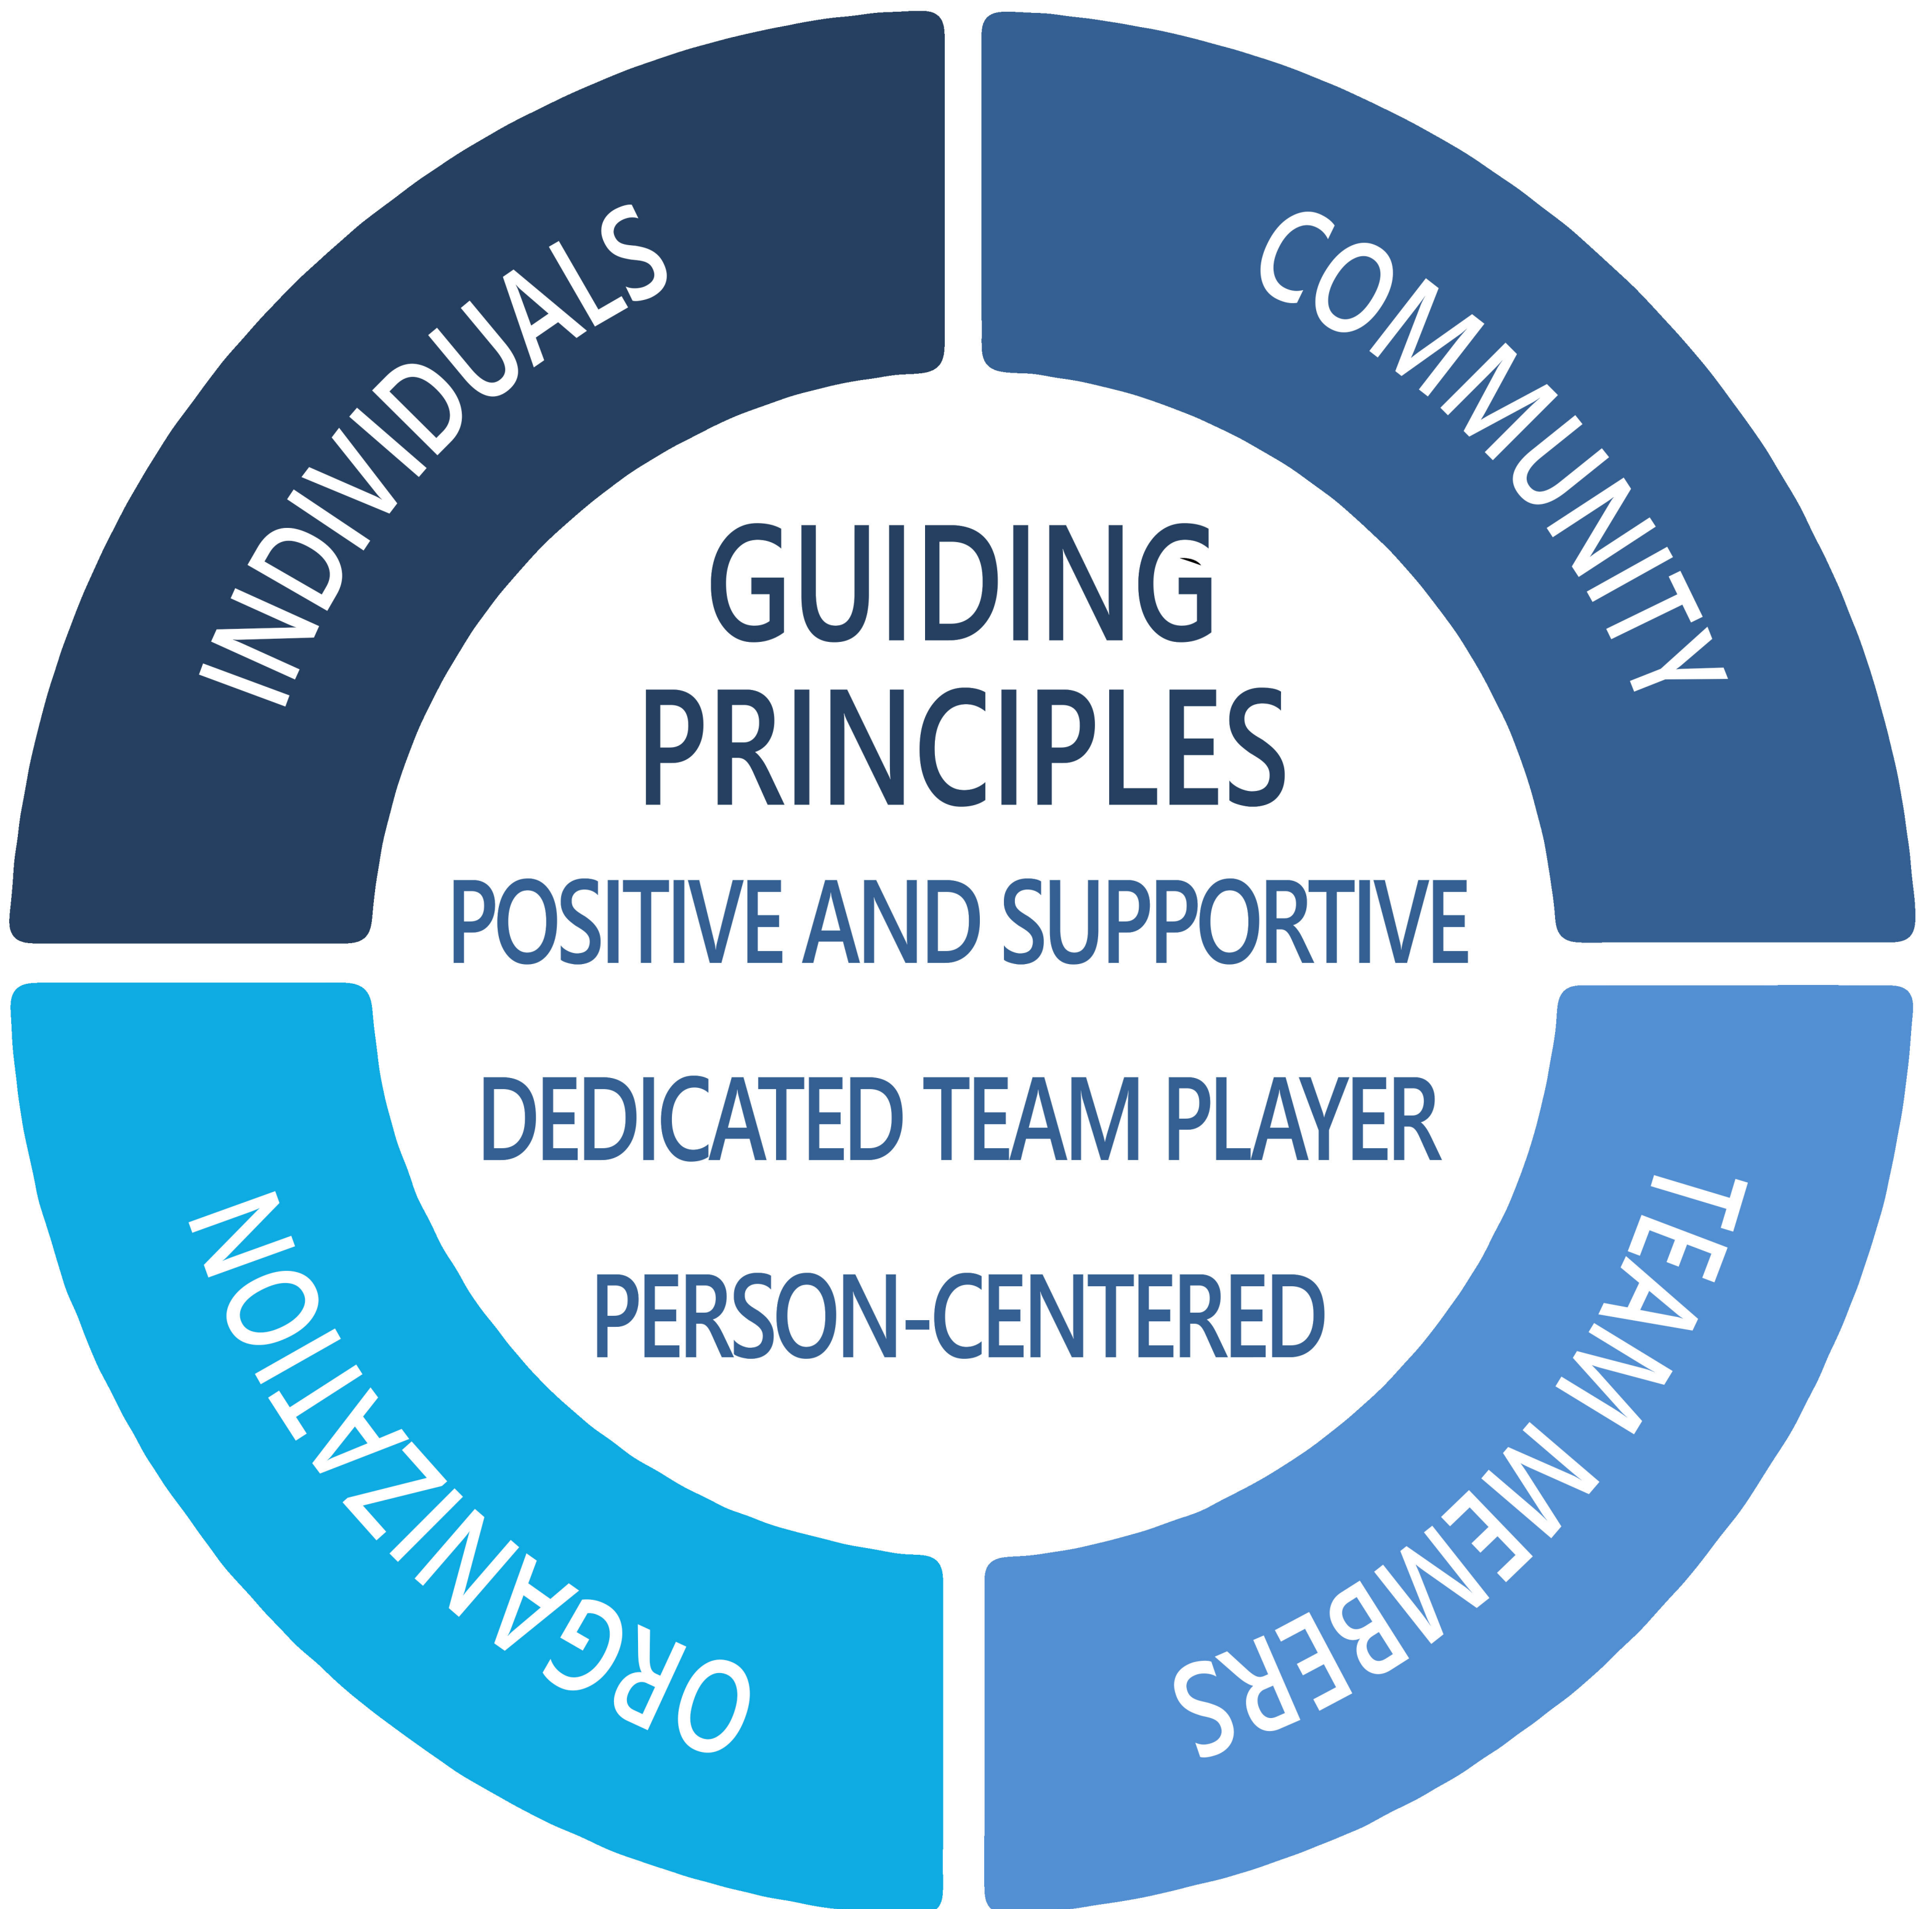 INDIVIDUALS
COMMUNITY
GUIDING
PRINCIPLES
POSITIVE AND SUPPORTIVE
DEDICATED TEAM PLAYER
PERSON-CENTERED
TEAM MEMBERS
ORGANIZATION